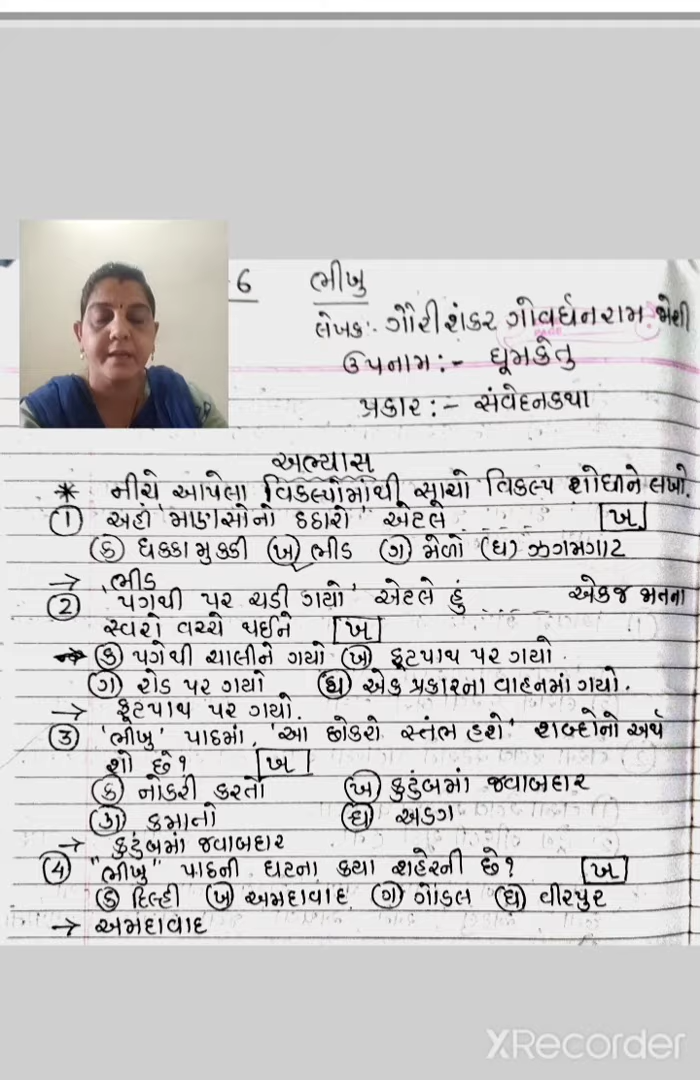 -6 ભીખુ
લેખક:- ગૌરીશંકર ગોવર્ધનરામ જોશી
ઉપનામ :- ધૂમકેતુ
પ્રકાર :- સંવેદનકથા
અભ્યાસ
* નીચે આપેલા વિકલ્પોમાંથી સાચો વિકલ્પ શોધીને લખો.
① અહીં 'માણસોનો ઠઠારો' એટલે ...... [ખ]
(ક) ધક્કામુક્કી (ખ) ભીડ (ગ) મેળો (ઘ) ઝગમગાટ
→ ભીડ
② 'પગથી પર ચડી ગયો' એટલે હું ...... એકજ જાતના
સ્વરો વચ્ચે થઈને [ખ]
→ (ક) પગેથી ચાલીને ગયો (ખ) ફૂટપાથ પર ગયો.
(ગ) રોડ પર ગયો (ઘ) એક પ્રકારના વાહનમાં ગયો.
→ ફૂટપાથ પર ગયો.
③ 'ભીખુ' પાઠમાં, 'આ છોકરો સ્તંભ હશે' શબ્દોનો અર્થ
શો છે? [ખ]
(ક) નોકરી કરતો (ખ) કુટુંબમાં જવાબદાર
(ગ) કમાતો (ઘ) અડગ
→ કુટુંબમાં જવાબદાર
④ "ભીખુ" પાઠની ઘટના કયા શહેરની છે? [ખ]
(ક) દિલ્હી (ખ) અમદાવાદ (ગ) ગોંડલ (ઘ) વીરપુર
→ અમદાવાદ
XRecorder